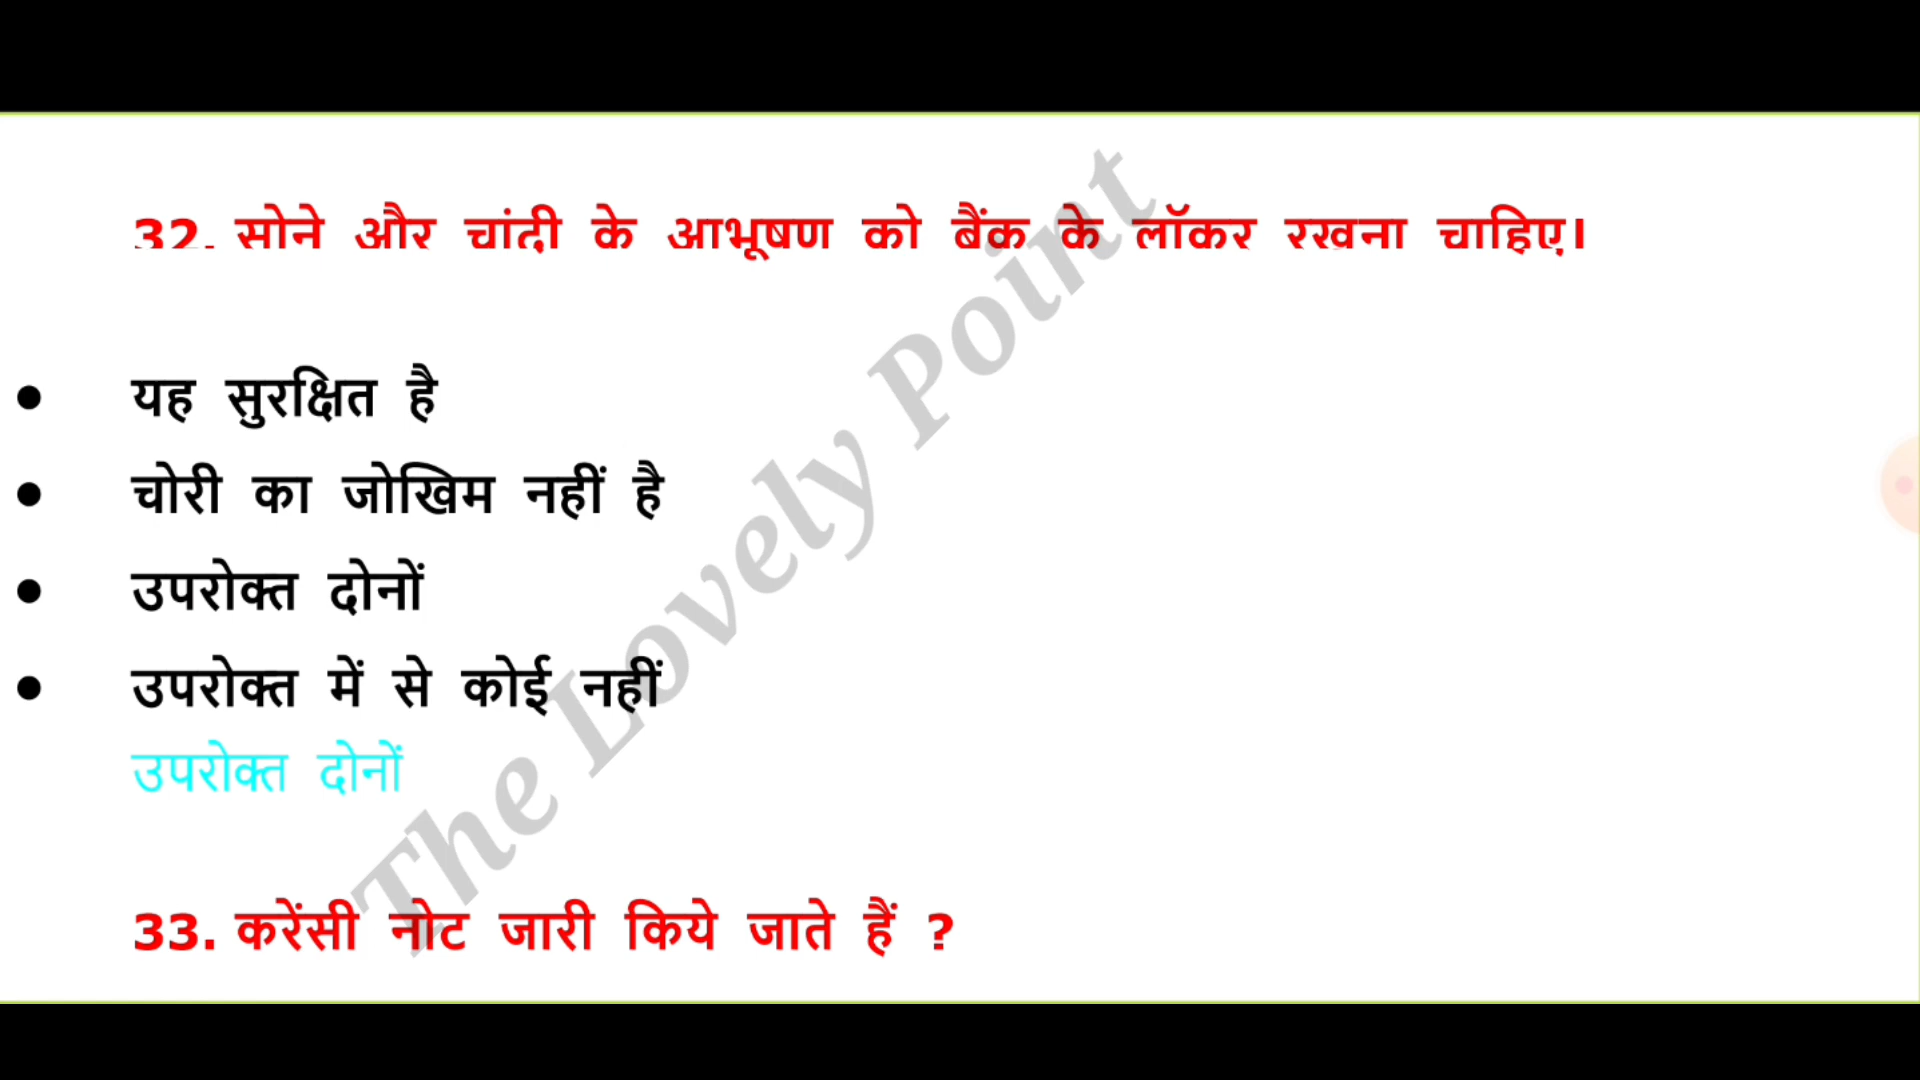 32. सोने और चांदी के आभूषण को बैंक के लॉकर रखना चाहिए।
यह सुरक्षित है
चोरी का जोखिम नहीं है
उपरोक्त दोनों
उपरोक्त में से कोई नहीं
उपरोक्त दोनों
33. करेंसी नोट जारी किये जाते हैं ?
The Lovely Point